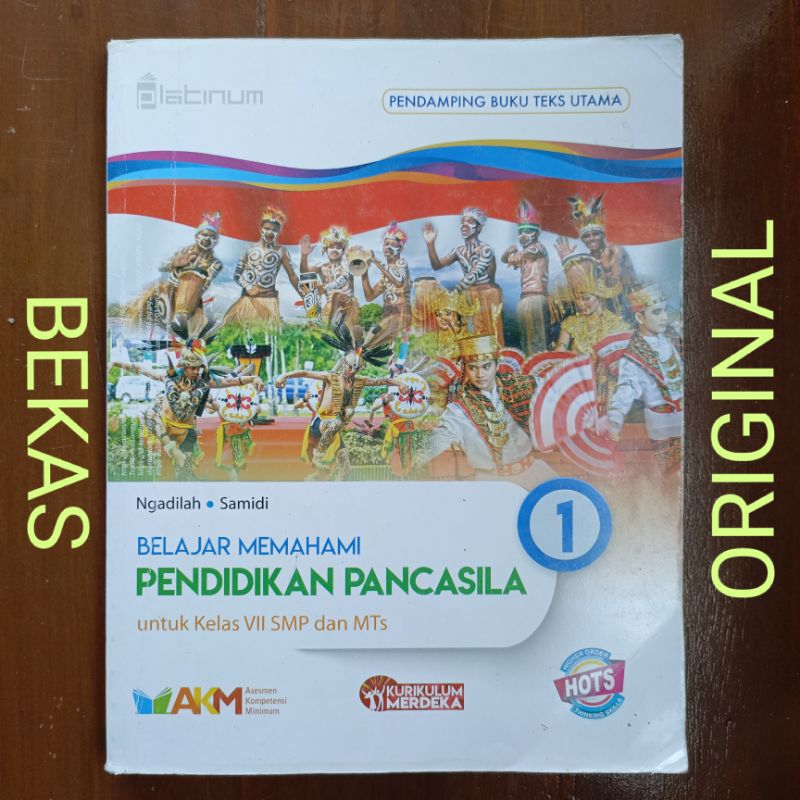 Platinum
PENDAMPING BUKU TEKS UTAMA
BEKAS
ORIGINAL
Ngadilah • Samidi
1
BELAJAR MEMAHAMI
PENDIDIKAN PANCASILA
untuk Kelas VII SMP dan MTs
AKM
Asesmen
Kompetensi
Minimum
KURIKULUM
MERDEKA
HIGHER ORDER
HOTS
THINKING SKILLS